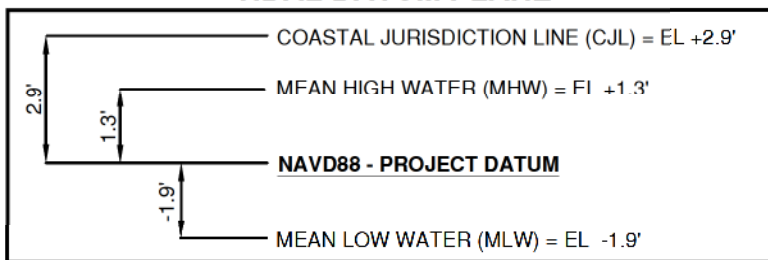 COASTAL JURISDICTION LINE (CJL) = EL +2.9'
MEAN HIGH WATER (MHW) = EL +1.3'
2.9'
1.3'
NAVD88 - PROJECT DATUM
-1.9'
MEAN LOW WATER (MLW) = EL -1.9'